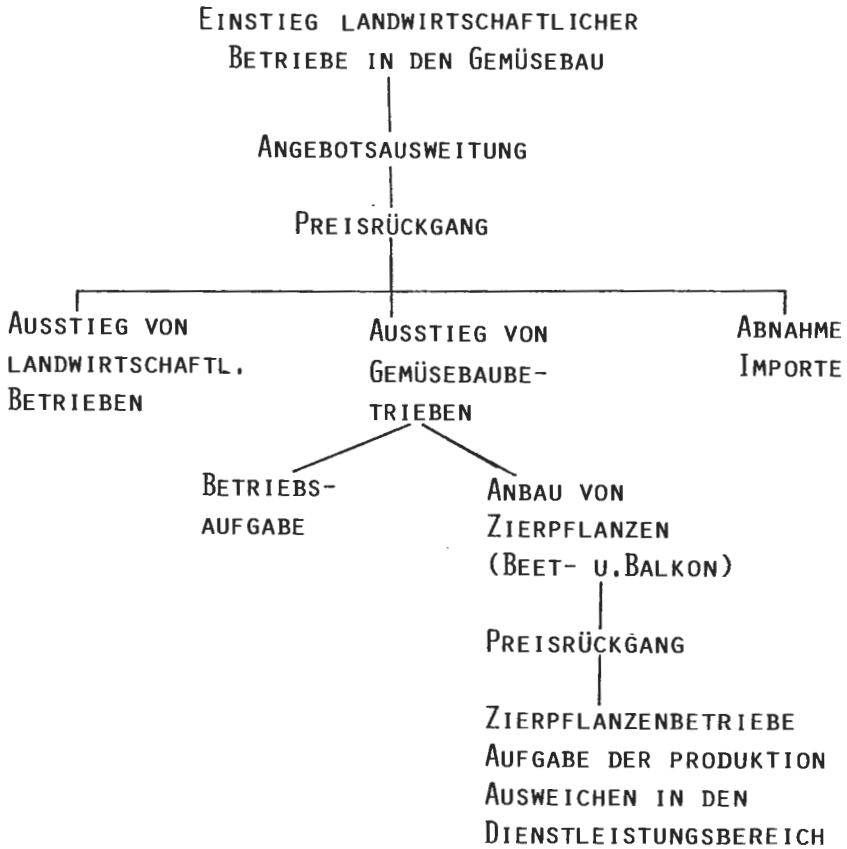 EINSTIEG LANDWIRTSCHAFTLICHER
BETRIEBE IN DEN GEMÜSEBAU
ANGEBOTSAUSWEITUNG
PREISRÜCKGANG
AUSSTIEG VON
LANDWIRTSCHAFTL.
BETRIEBEN
AUSSTIEG VON
GEMÜSEBAUBE-
TRIEBEN
ABNAHME
IMPORTE
BETRIEBS-
AUFGABE
ANBAU VON
ZIERPFLANZEN
(BEET- U.BALKON)
PREISRÜCKGANG
ZIERPFLANZENBETRIEBE
AUFGABE DER PRODUKTION
AUSWEICHEN IN DEN
DIENSTLEISTUNGSBEREICH